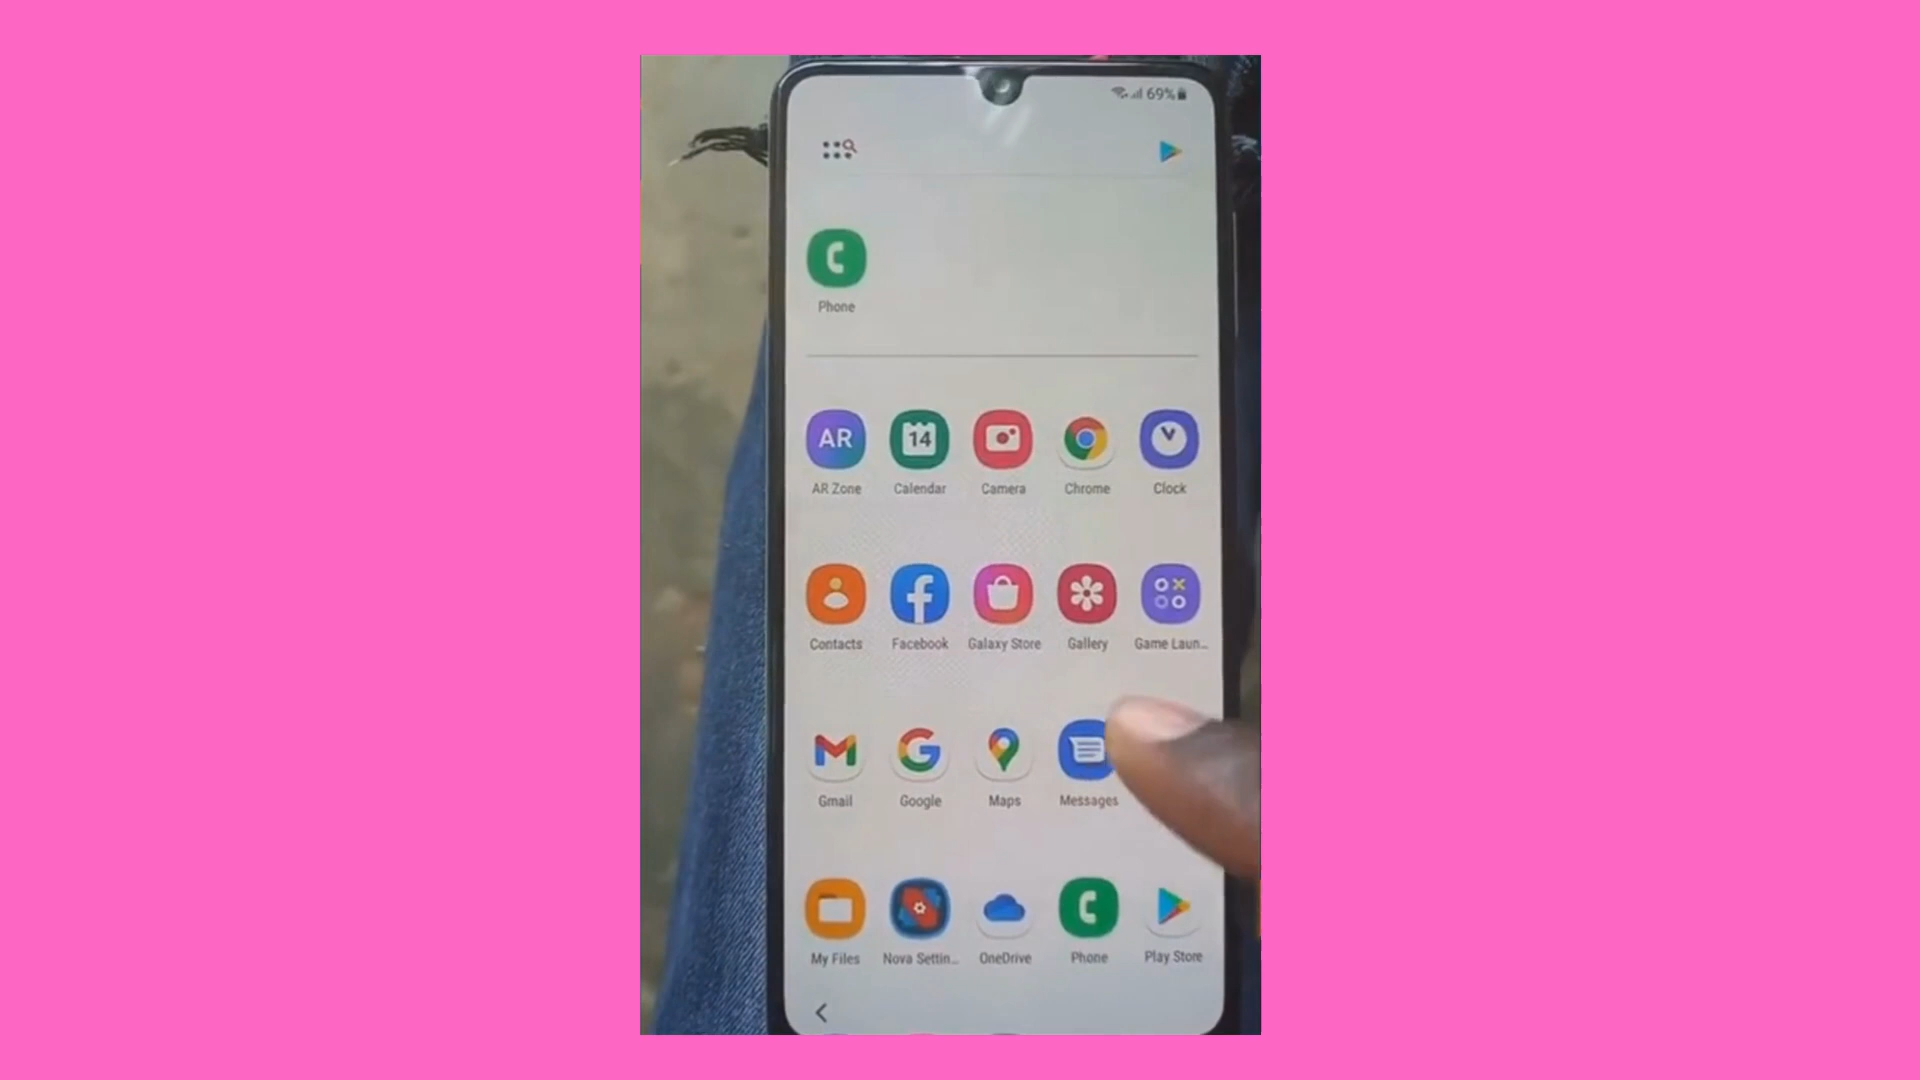 69%
Phone
AR
14
AR Zone Calendar Camera Chrome Clock
Contacts Facebook Galaxy Store Gallery Game Laun...
Gmail Google Maps Messages
My Files Nova Settin... OneDrive Phone Play Store